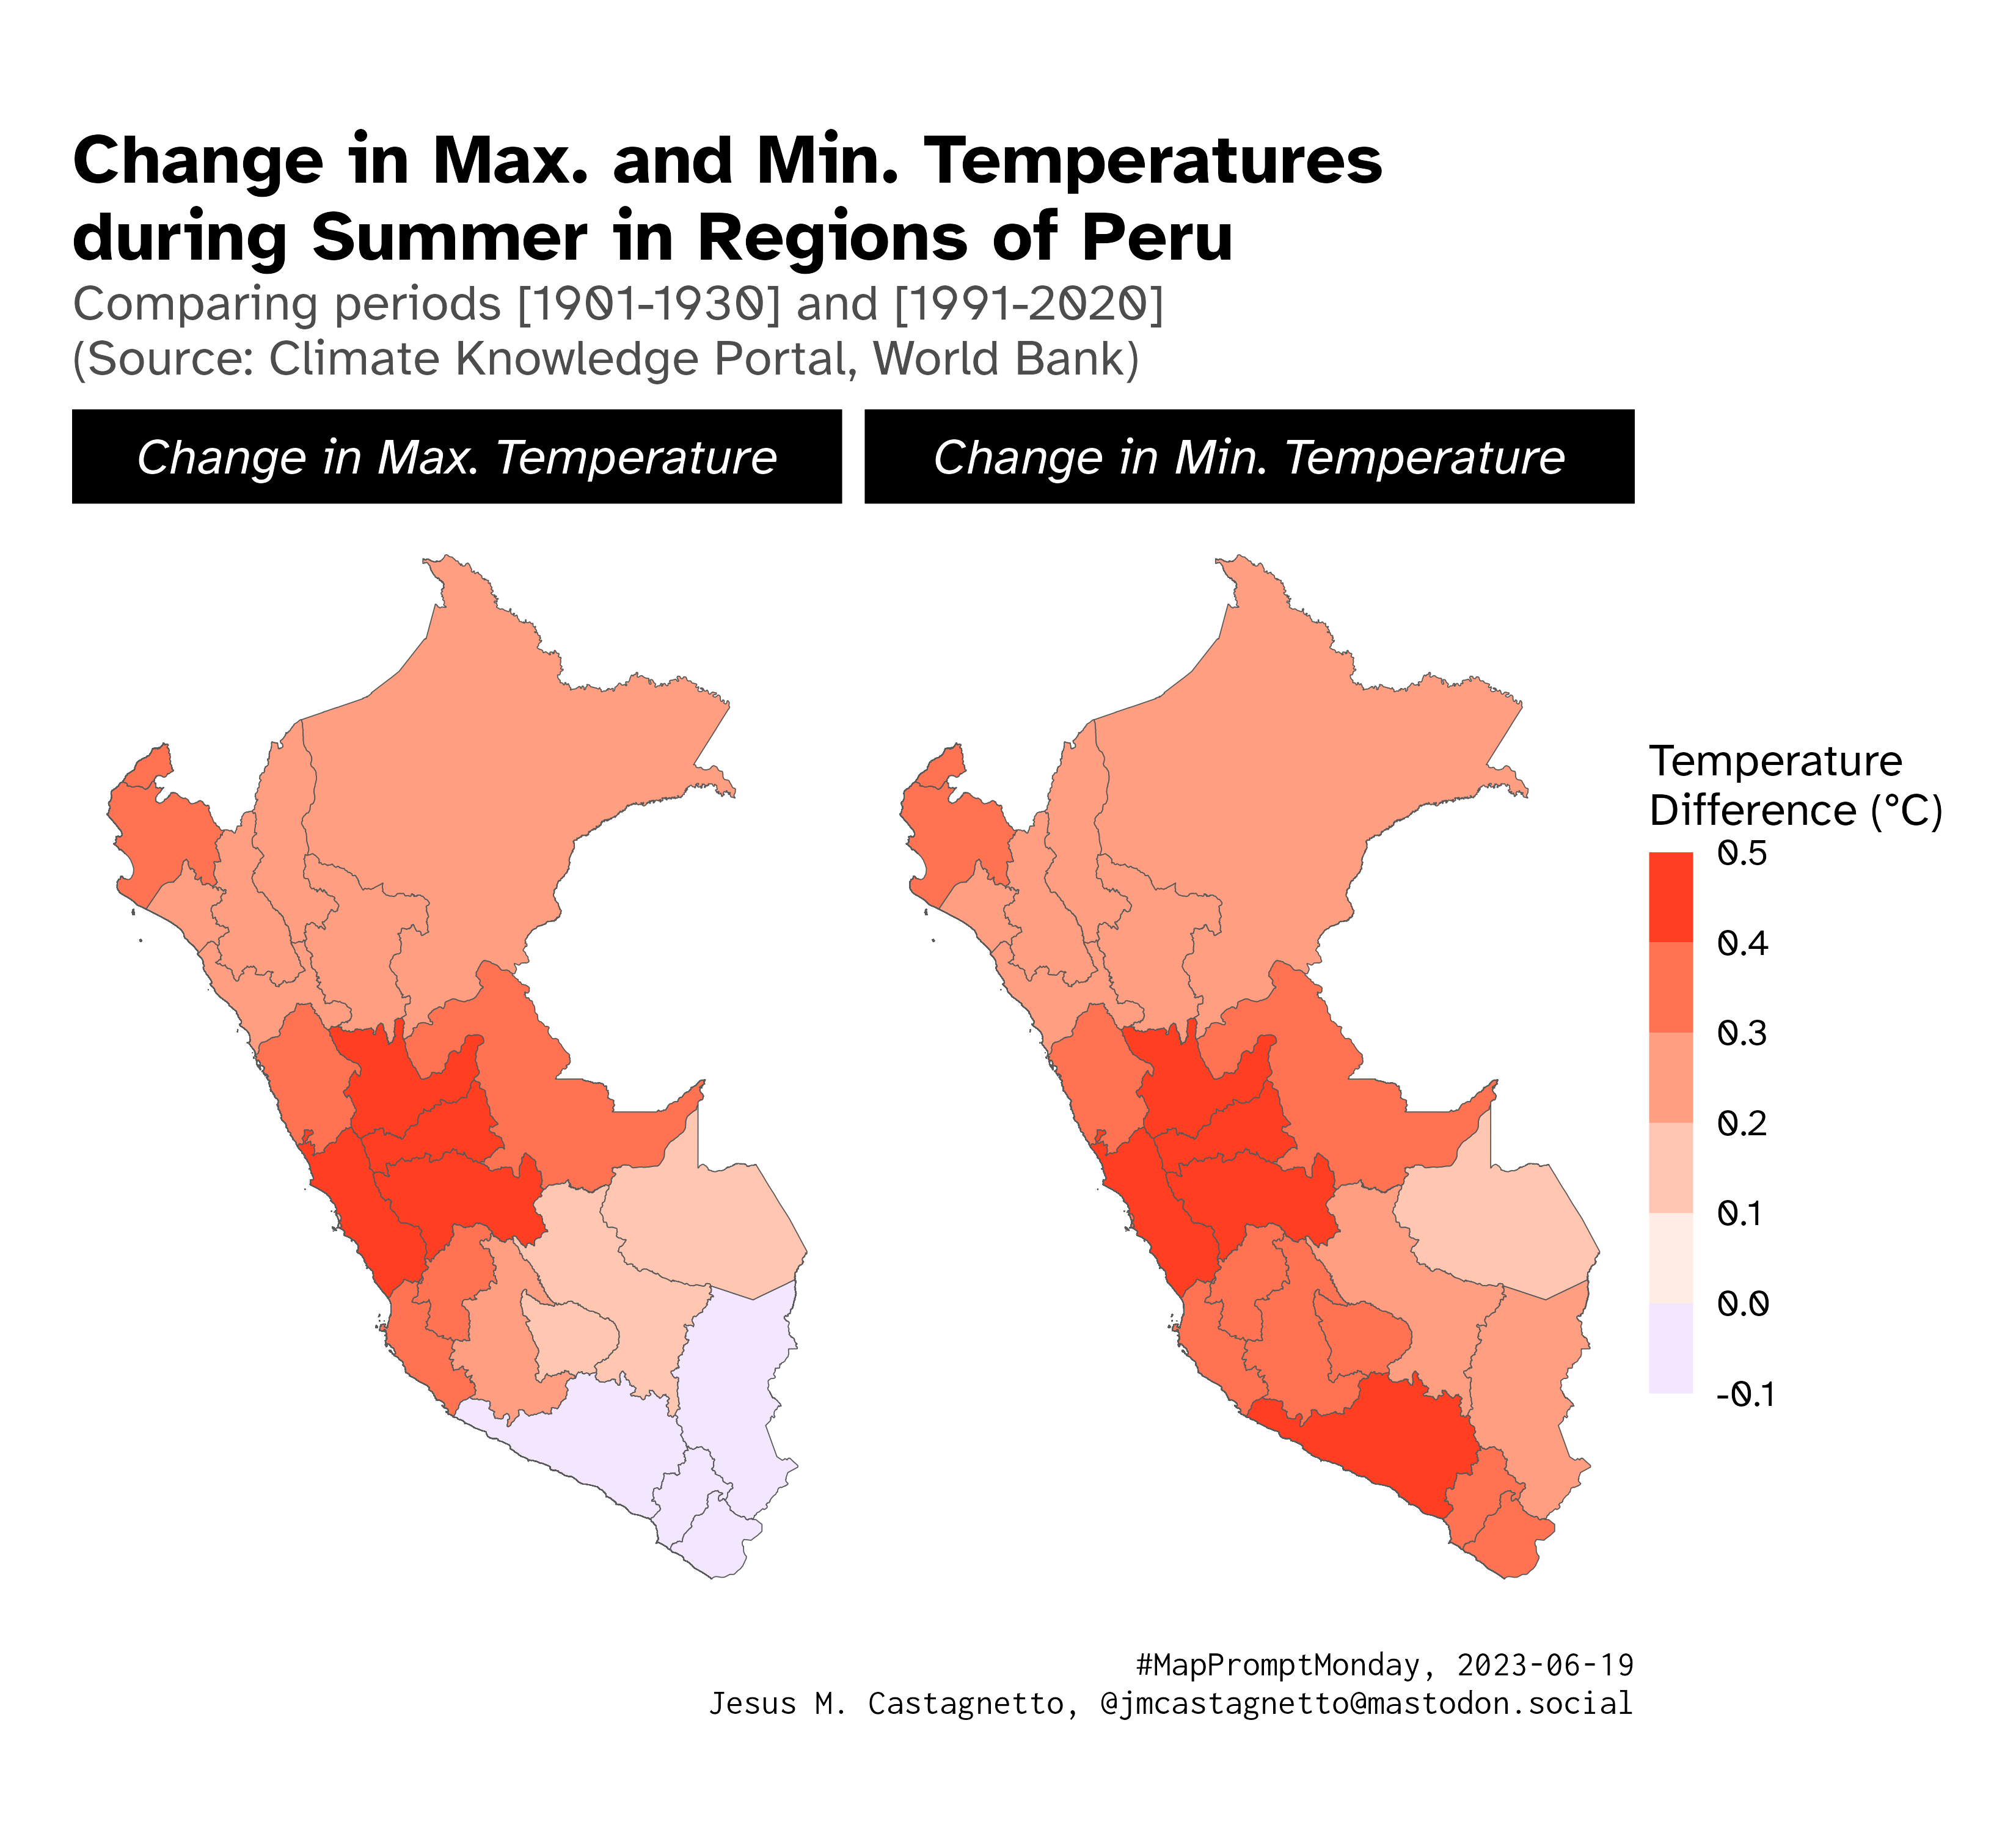 Change in Max. and Min. Temperatures
during Summer in Regions of Peru
Comparing periods [1901-1930] and [1991-2020]
(Source: Climate Knowledge Portal, World Bank)
Change in Max. Temperature
Change in Min. Temperature
Temperature
Difference (°C)
0.5
0.4
0.3
0.2
0.1
0.0
-0.1
#MapPromptMonday, 2023-06-19
Jesus M. Castagnetto, @jmcastagnetto@mastodon.social